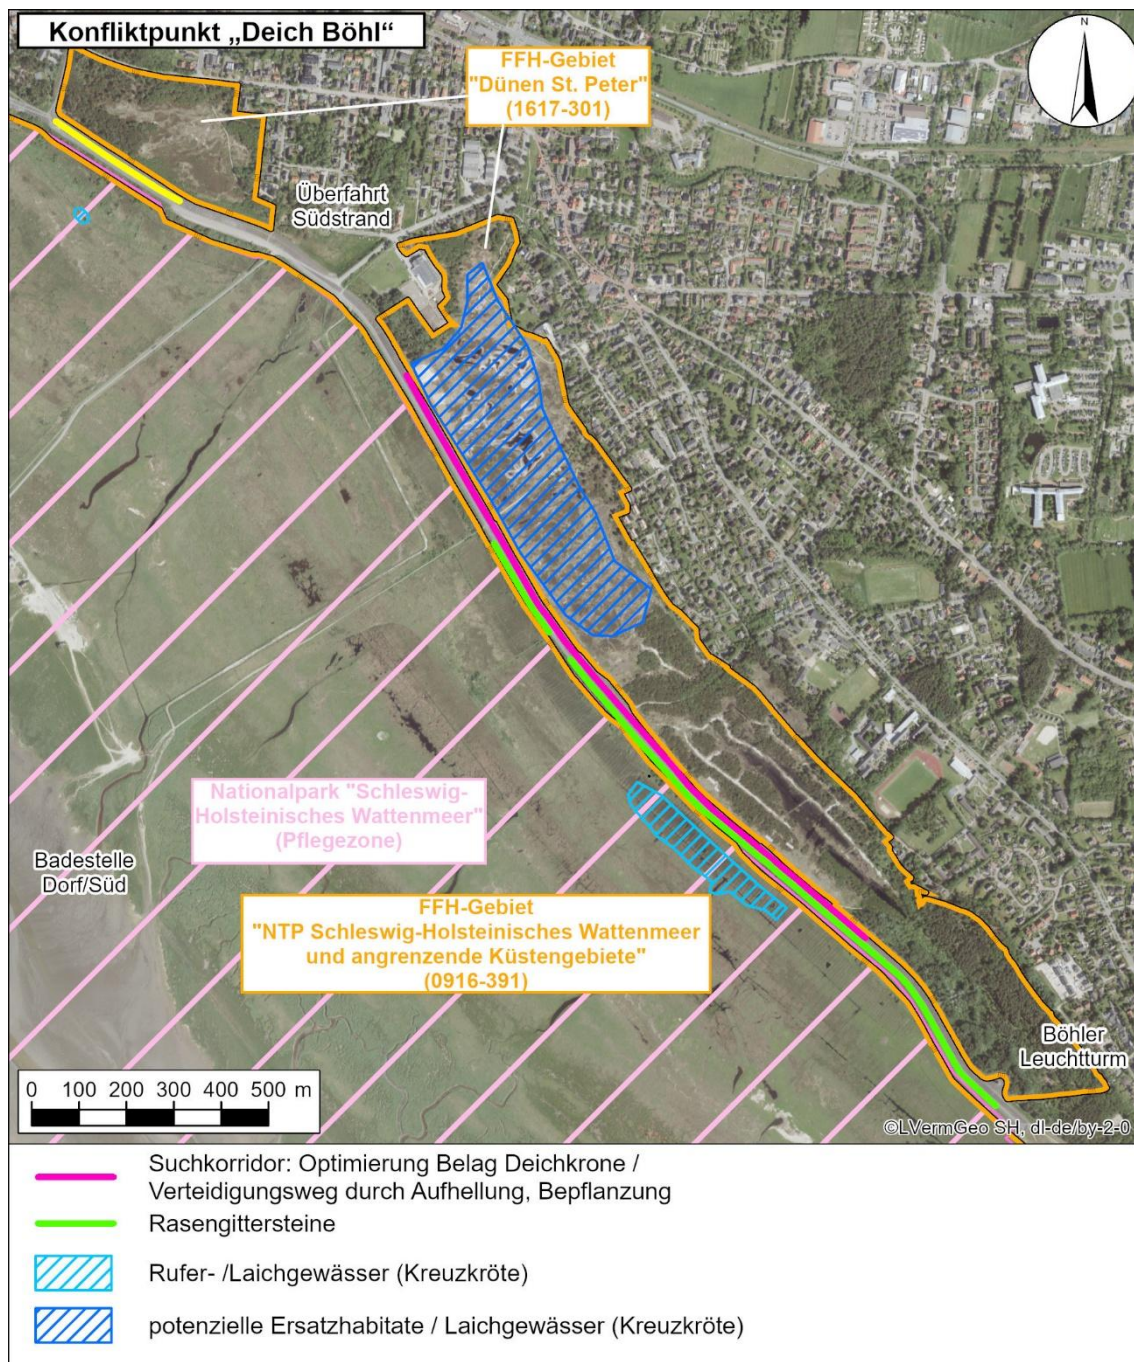 Konfliktpunkt „Deich Böhl“
N
FFH-Gebiet
"Dünen St. Peter"
(1617-301)
Überfahrt
Südstrand
Nationalpark "Schleswig-
Holsteinisches Wattenmeer"
(Pflegezone)
Badestelle
Dorf/Süd
FFH-Gebiet
"NTP Schleswig-Holsteinisches Wattenmeer
und angrenzende Küstengebiete"
(0916-391)
Böhler
Leuchtturm
0 100 200 300 400 500 m
©LVermGeo SH, dl-de/by-2-0
Suchkorridor: Optimierung Belag Deichkrone /
Verteidigungsweg durch Aufhellung, Bepflanzung
Rasengittersteine
Rufer- /Laichgewässer (Kreuzkröte)
potenzielle Ersatzhabitate / Laichgewässer (Kreuzkröte)